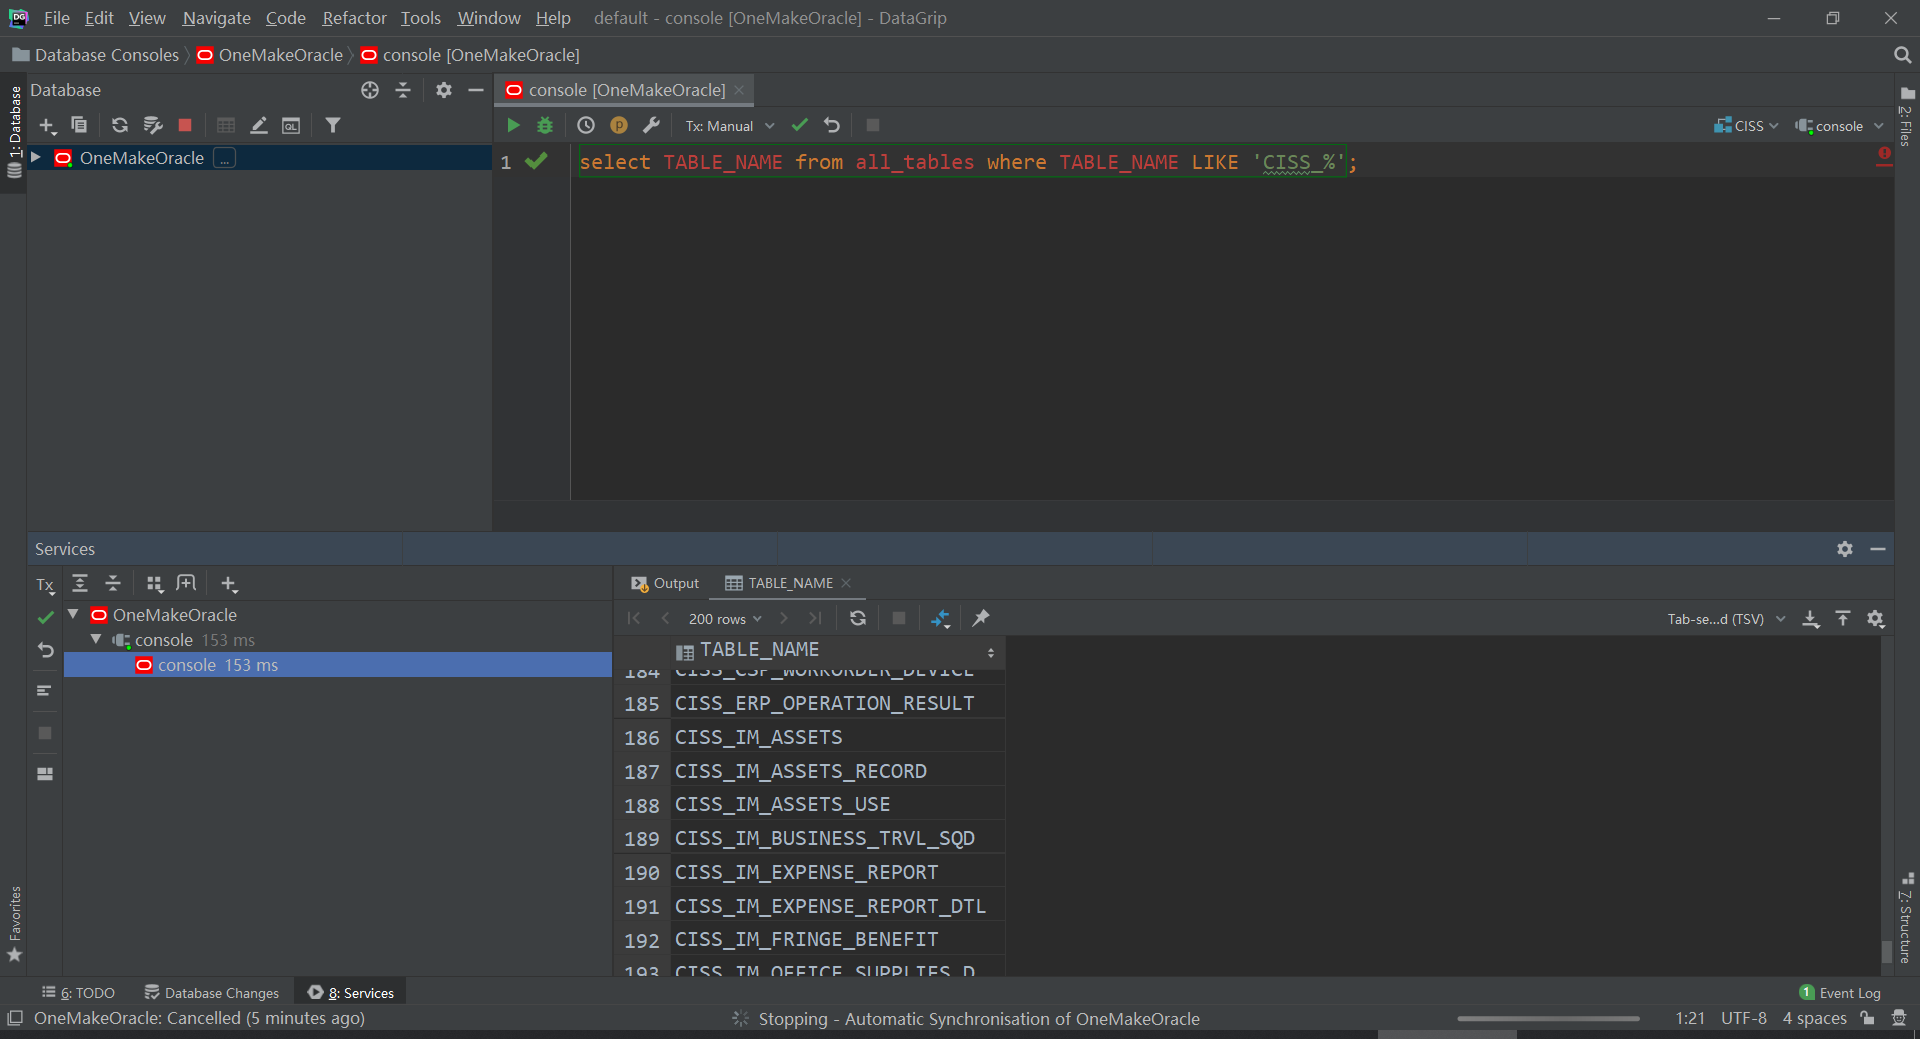 File Edit View Navigate Code Refactor Tools Window Help default - console [OneMakeOracle] - DataGrip
Database Consoles OneMakeOracle console [OneMakeOracle]
1: Database
Database
console [OneMakeOracle]
2: Files
Tx: Manual
CISS
console
OneMakeOracle ...
1 select TABLE_NAME from all_tables where TABLE_NAME LIKE 'CISS_%';
Services
Tx
Output
TABLE_NAME
OneMakeOracle
console 153 ms
console 153 ms
200 rows
Tab-se...d (TSV)
TABLE_NAME
184 CISS_CSP_WORKORDER_DEVICE
185 CISS_ERP_OPERATION_RESULT
186 CISS_IM_ASSETS
187 CISS_IM_ASSETS_RECORD
188 CISS_IM_ASSETS_USE
189 CISS_IM_BUSINESS_TRVL_SQD
190 CISS_IM_EXPENSE_REPORT
191 CISS_IM_EXPENSE_REPORT_DTL
192 CISS_IM_FRINGE_BENEFIT
193 CISS_IM_OFFICE_SUPPLIES_D
Favorites
Z: Structure
6: TODO Database Changes 8: Services
1 Event Log
OneMakeOracle: Cancelled (5 minutes ago)
Stopping - Automatic Synchronisation of OneMakeOracle
1:21 UTF-8 4 spaces